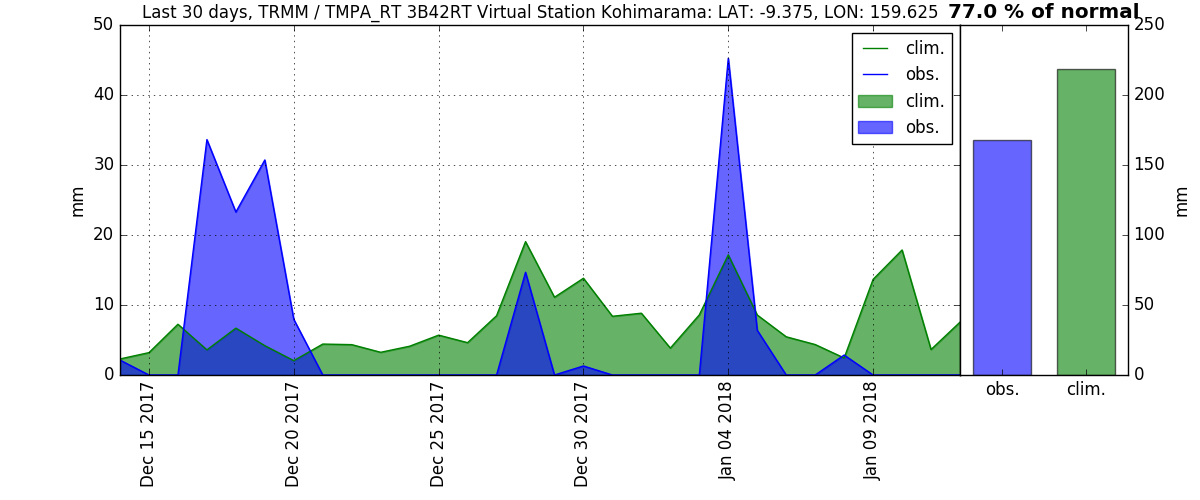 Last 30 days, TRMM / TMPA_RT 3B42RT Virtual Station Kohimarama: LAT: -9.375, LON: 159.625 77.0 % of normal
50
40
30
20
10
0
mm
clim.
obs.
clim.
obs.
250
200
150
100
50
0
mm
Dec 15 2017
Dec 20 2017
Dec 25 2017
Dec 30 2017
Jan 04 2018
Jan 09 2018
obs. clim.